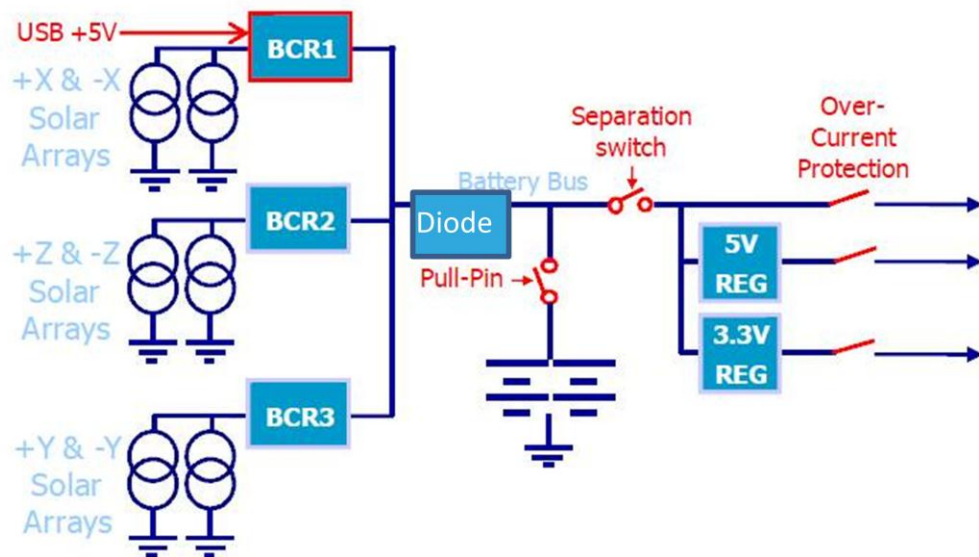 USB +5V
BCR1
+X & -X
Solar
Arrays
Separation
switch
Over-
Current
Protection
Battery Bus
Diode
BCR2
+Z & -Z
Solar
Arrays
Pull-Pin
5V
REG
3.3V
REG
BCR3
+Y & -Y
Solar
Arrays